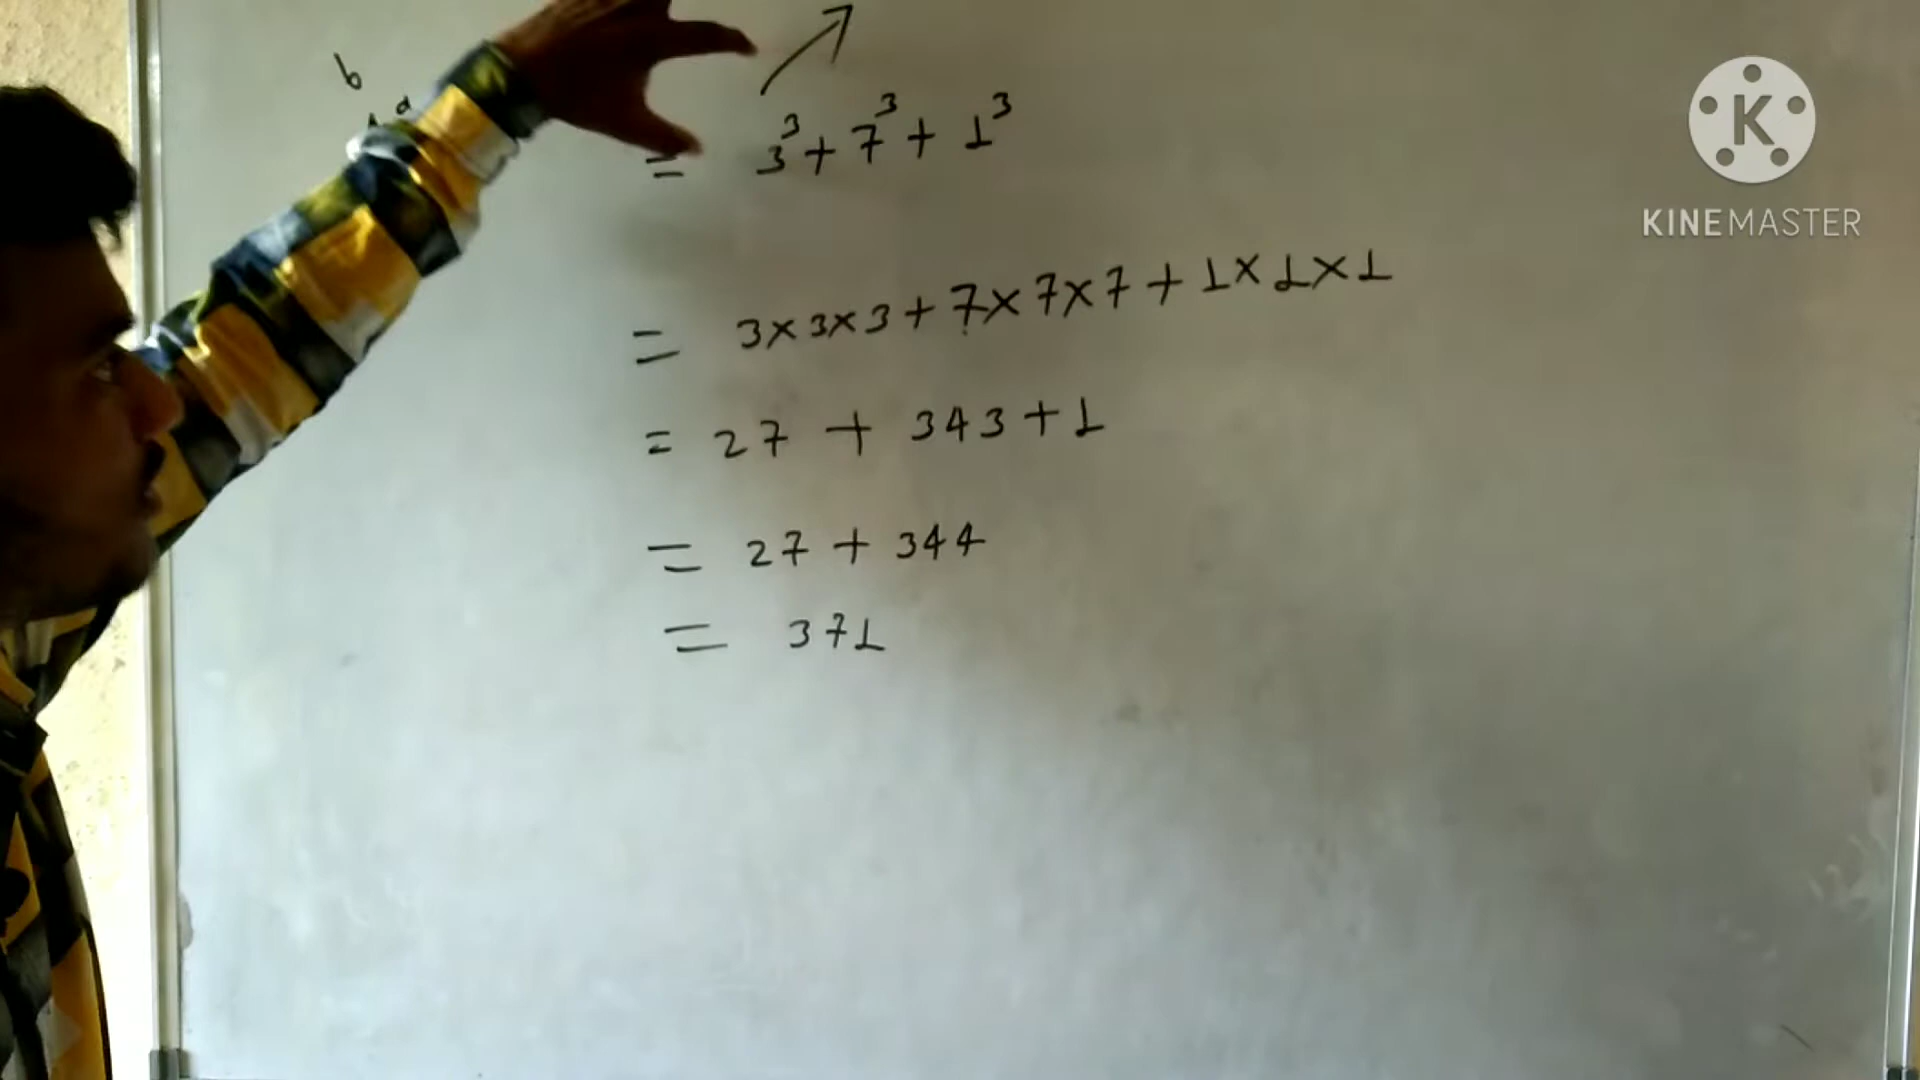 b
a
= 3³ + 7³ + 1³
= 3×3×3 + 7×7×7 + 1×1×1
= 27 + 343 + 1
= 27 + 344
= 371
K
KINEMASTER